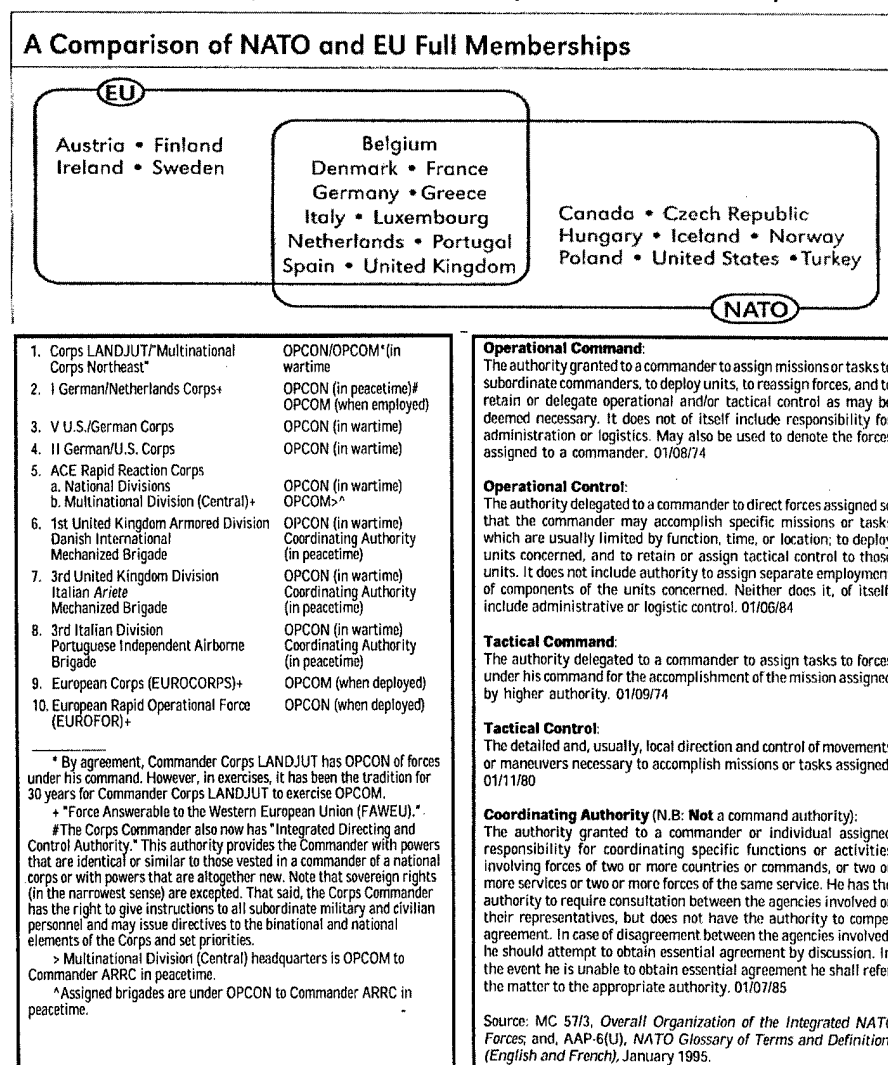 A Comparison of NATO and EU Full Memberships
EU
Austria • Finland
Ireland • Sweden
Belgium
Denmark • France
Germany • Greece
Italy • Luxembourg
Netherlands • Portugal
Spain • United Kingdom
Canada • Czech Republic
Hungary • Iceland • Norway
Poland • United States • Turkey
NATO
1. Corps LANDJUT/"Multinational OPCON/OPCOM*(in
Corps Northeast" wartime
2. I German/Netherlands Corps+ OPCON (in peacetime)#
OPCOM (when employed)
3. V U.S./German Corps OPCON (in wartime)
4. II German/U.S. Corps OPCON (in wartime)
5. ACE Rapid Reaction Corps
a. National Divisions OPCON (in wartime)
b. Multinational Division (Central)+ OPCOM>^
6. 1st United Kingdom Armored Division OPCON (in wartime)
Danish International Coordinating Authority
Mechanized Brigade (in peacetime)
7. 3rd United Kingdom Division OPCON (in wartime)
Italian Ariete Coordinating Authority
Mechanized Brigade (in peacetime)
8. 3rd Italian Division OPCON (in wartime)
Portuguese Independent Airborne Coordinating Authority
Brigade (in peacetime)
9. European Corps (EUROCORPS)+ OPCOM (when deployed)
10. European Rapid Operational Force OPCON (when deployed)
(EUROFOR)+
* By agreement, Commander Corps LANDJUT has OPCON of forces
under his command. However, in exercises, it has been the tradition for
30 years for Commander Corps LANDJUT to exercise OPCOM.
+ "Force Answerable to the Western European Union (FAWEU)."
#The Corps Commander also now has "Integrated Directing and
Control Authority." This authority provides the Commander with powers
that are identical or similar to those vested in a commander of a national
corps or with powers that are altogether new. Note that sovereign rights
(in the narrowest sense) are excepted. That said, the Corps Commander
has the right to give instructions to all subordinate military and civilian
personnel and may issue directives to the binational and national
elements of the Corps and set priorities.
> Multinational Division (Central) headquarters is OPCOM to
Commander ARRC in peacetime.
^Assigned brigades are under OPCON to Commander ARRC in
peacetime.
Operational Command:
The authority granted to a commander to assign missions or tasks to
subordinate commanders, to deploy units, to reassign forces, and to
retain or delegate operational and/or tactical control as may be
deemed necessary. It does not of itself include responsibility for
administration or logistics. May also be used to denote the forces
assigned to a commander. 01/08/74
Operational Control:
The authority delegated to a commander to direct forces assigned so
that the commander may accomplish specific missions or tasks
which are usually limited by function, time, or location; to deploy
units concerned, and to retain or assign tactical control to those
units. It does not include authority to assign separate employment
of components of the units concerned. Neither does it, of itself,
include administrative or logistic control. 01/06/84
Tactical Command:
The authority delegated to a commander to assign tasks to forces
under his command for the accomplishment of the mission assigned
by higher authority. 01/09/74
Tactical Control:
The detailed and, usually, local direction and control of movements
or maneuvers necessary to accomplish missions or tasks assigned.
01/11/80
Coordinating Authority (N.B: Not a command authority):
The authority granted to a commander or individual assigned
responsibility for coordinating specific functions or activities
involving forces of two or more countries or commands, or two or
more services or two or more forces of the same service. He has the
authority to require consultation between the agencies involved or
their representatives, but does not have the authority to compel
agreement. In case of disagreement between the agencies involved,
he should attempt to obtain essential agreement by discussion. In
the event he is unable to obtain essential agreement he shall refer
the matter to the appropriate authority. 01/07/85
Source: MC 57/3, Overall Organization of the Integrated NATO
Forces; and, AAP-6(U), NATO Glossary of Terms and Definition
(English and French), January 1995.